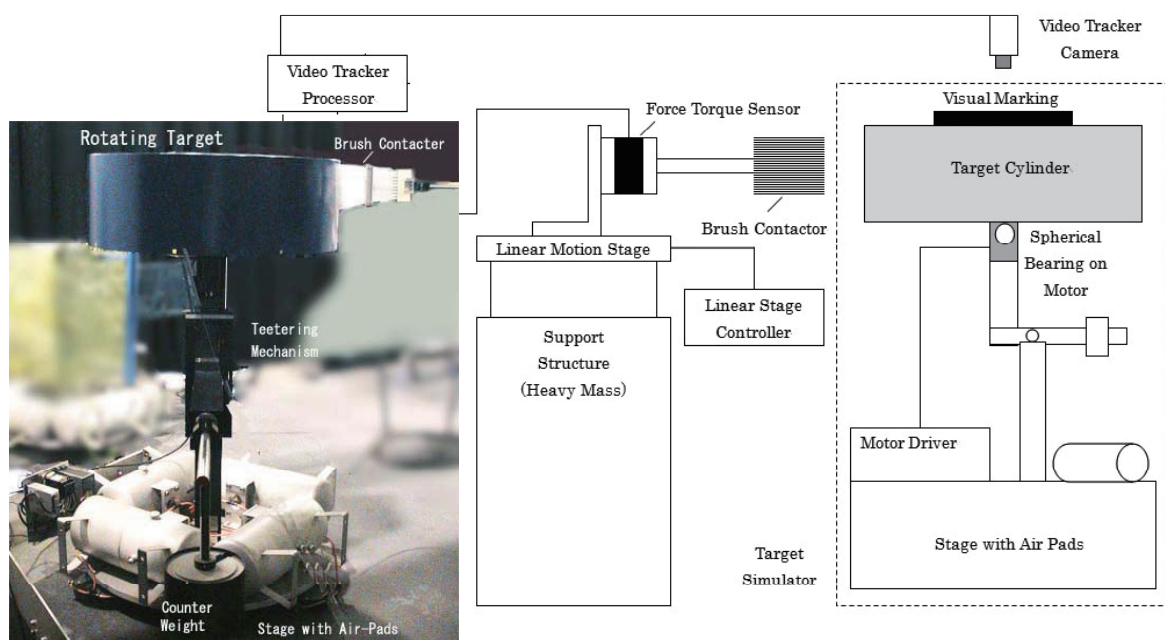 Video Tracker
Processor
Video Tracker
Camera
Rotating Target
Brush Contacter
Teetering
Mechanism
Counter
Weight
Stage with Air-Pads
Force Torque Sensor
Brush Contactor
Linear Motion Stage
Linear Stage
Controller
Support
Structure
(Heavy Mass)
Visual Marking
Target Cylinder
Spherical
Bearing on
Motor
Motor Driver
Stage with Air Pads
Target
Simulator